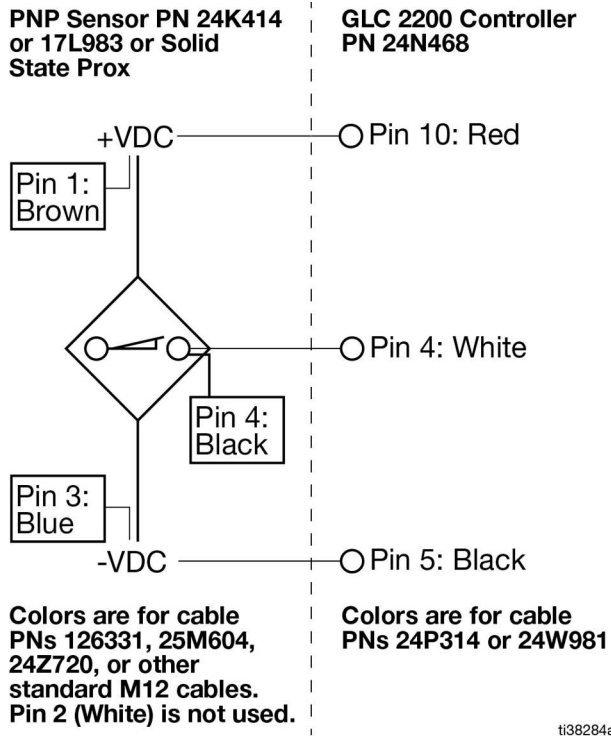 PNP Sensor PN 24K414
or 17L983 or Solid
State Prox
GLC 2200 Controller
PN 24N468
+VDC
Pin 10: Red
Pin 1:
Brown
Pin 4: White
Pin 4:
Black
Pin 3:
Blue
-VDC
Pin 5: Black
Colors are for cable
PNs 126331, 25M604,
24Z720, or other
standard M12 cables.
Pin 2 (White) is not used.
Colors are for cable
PNs 24P314 or 24W981
ti38284a